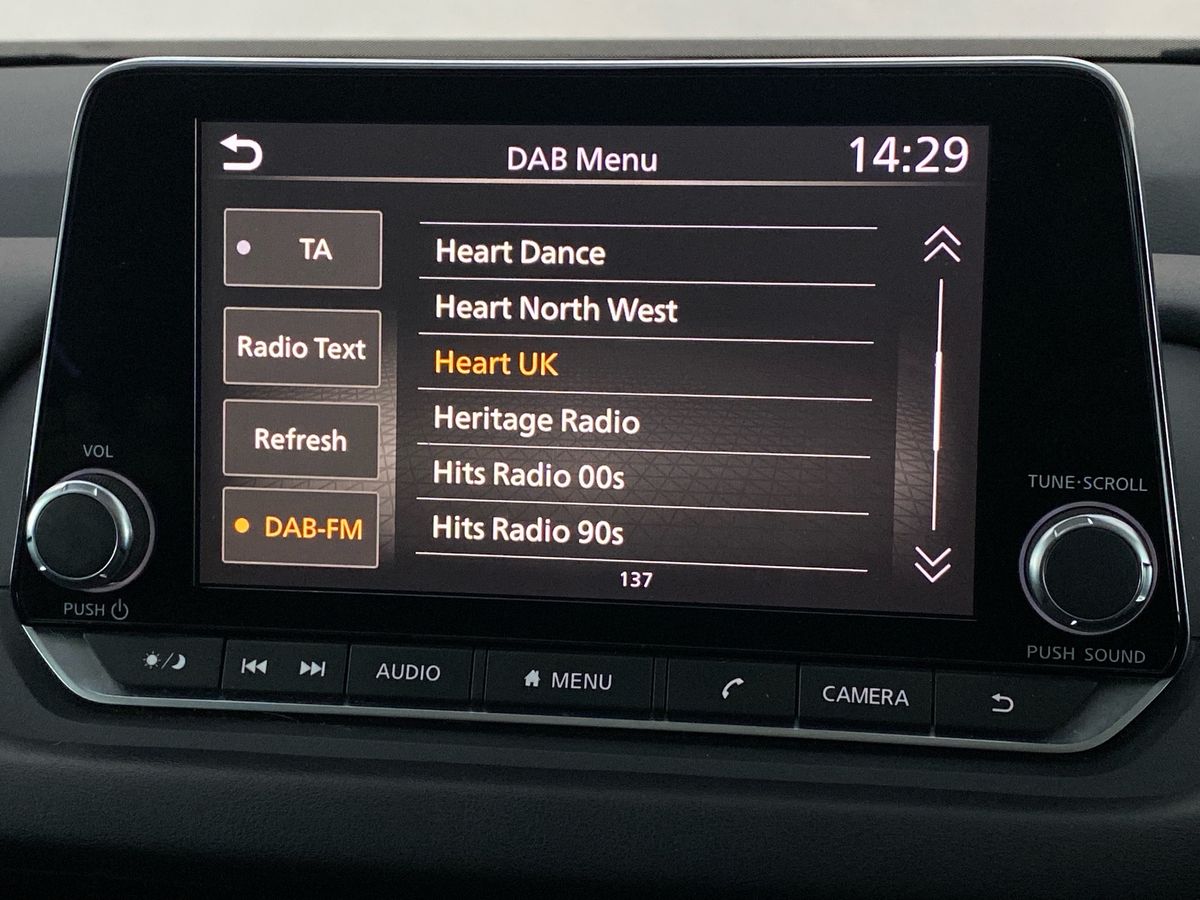 DAB Menu
14:29
TA
Radio Text
Refresh
DAB-FM
Heart Dance
Heart North West
Heart UK
Heritage Radio
Hits Radio 00s
Hits Radio 90s
137
VOL
PUSH
TUNE·SCROLL
PUSH SOUND
AUDIO
MENU
CAMERA